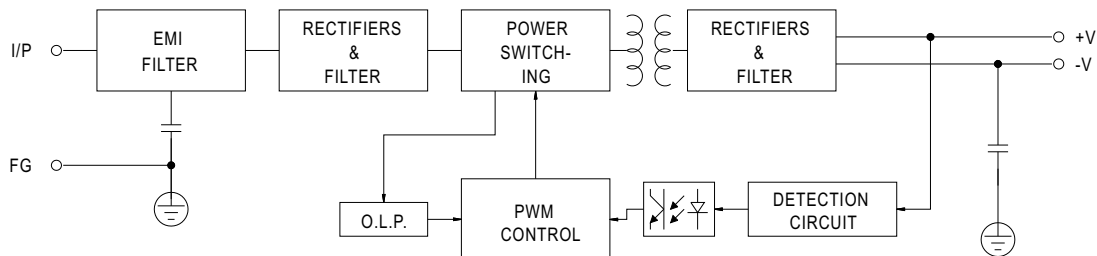 I/P
EMI
FILTER
RECTIFIERS
&
FILTER
POWER
SWITCH-
ING
RECTIFIERS
&
FILTER
+V
-V
FG
O.L.P.
PWM
CONTROL
DETECTION
CIRCUIT